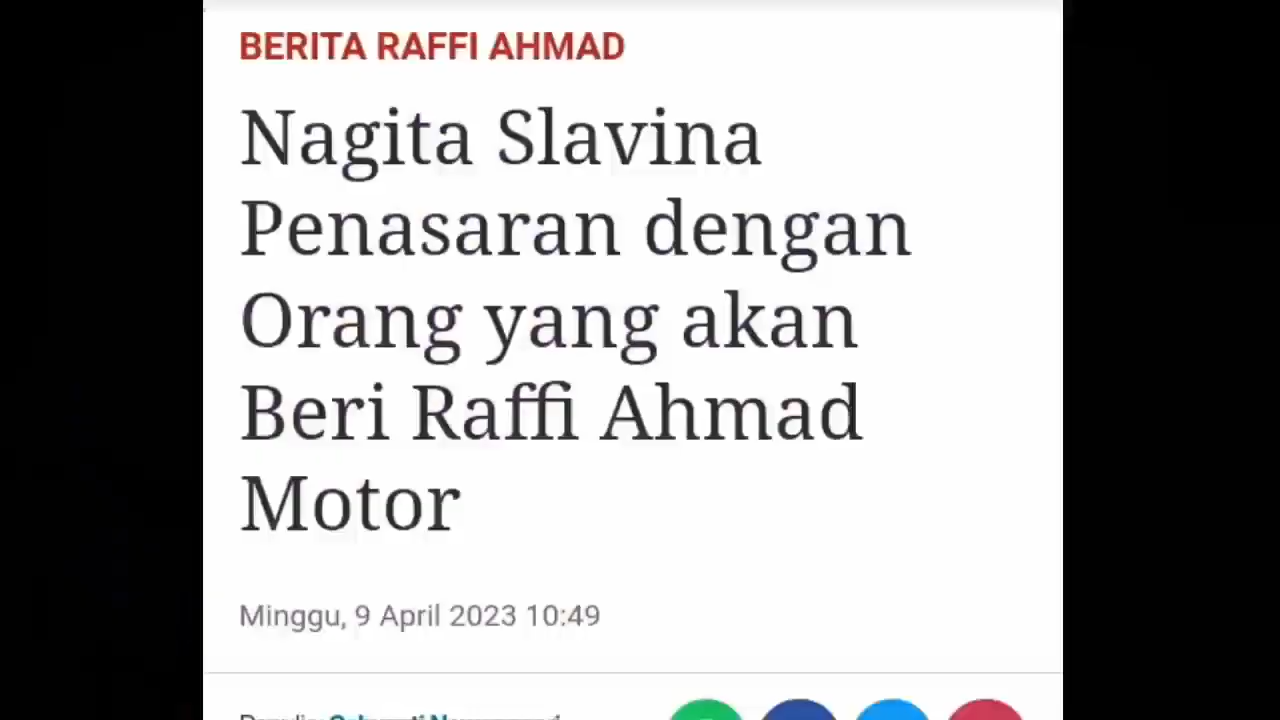 BERITA RAFFI AHMAD
Nagita Slavina
Penasaran dengan
Orang yang akan
Beri Raffi Ahmad
Motor
Minggu, 9 April 2023 10:49